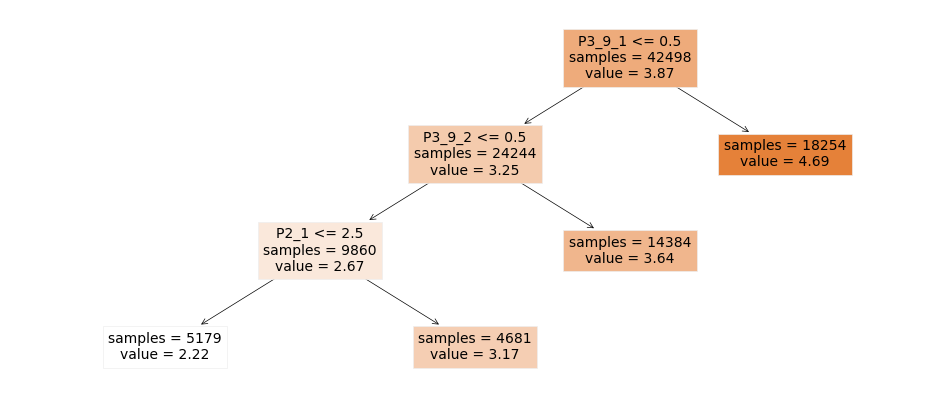 P3_9_1 <= 0.5
samples = 42498
value = 3.87
P3_9_2 <= 0.5
samples = 24244
value = 3.25
samples = 18254
value = 4.69
P2_1 <= 2.5
samples = 9860
value = 2.67
samples = 14384
value = 3.64
samples = 5179
value = 2.22
samples = 4681
value = 3.17